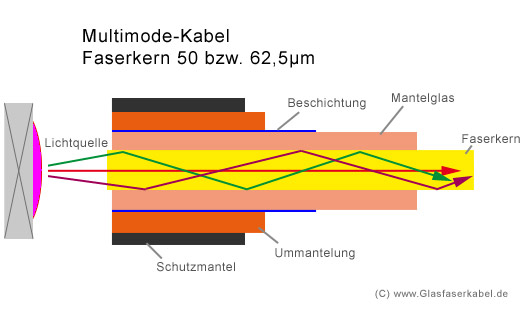 Multimode-Kabel
Faserkern 50 bzw. 62,5µm
Beschichtung
Mantelglas
Lichtquelle
Faserkern
Schutzmantel
Ummantelung
(C) www.Glasfaserkabel.de